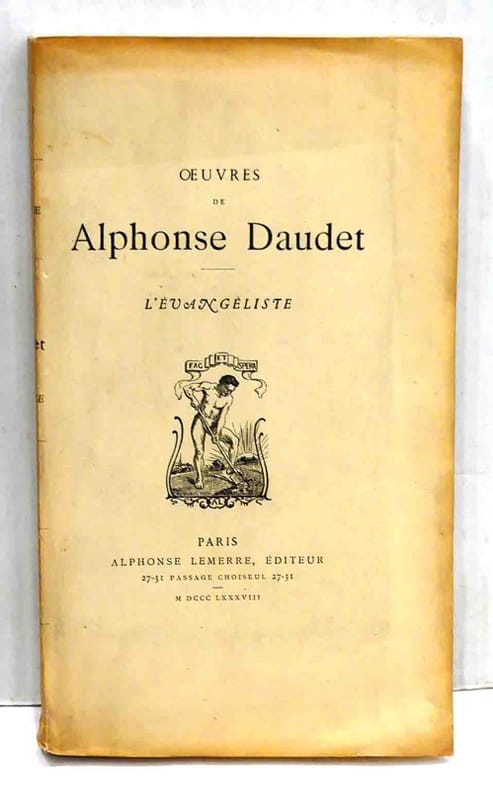 ŒUVRES
DE
Alphonse Daudet
L'ÉVANGÉLISTE
FAC ET SPERA
AL
PARIS
ALPHONSE LEMERRE, ÉDITEUR
27-31 PASSAGE CHOISEUL 27-31
M DCCC LXXXVIII